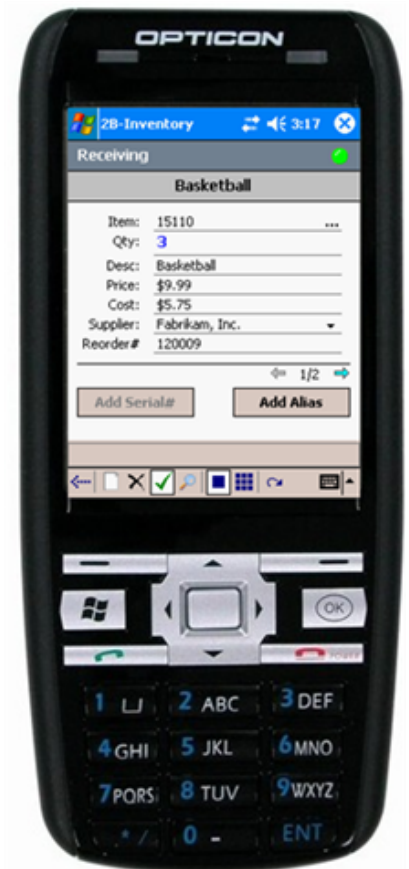 OPTICON
2B-Inventory 3:17
Receiving
Basketball
Item: 15110 ...
Qty: 3
Desc: Basketball
Price: $9.99
Cost: $5.75
Supplier: Fabrikam, Inc.
Reorder# 120009
1/2
Add Serial# Add Alias
OK
POWER
1 2 ABC 3 DEF
4 GHI 5 JKL 6 MNO
7 PQRS 8 TUV 9 WXYZ
* / 0 - ENT